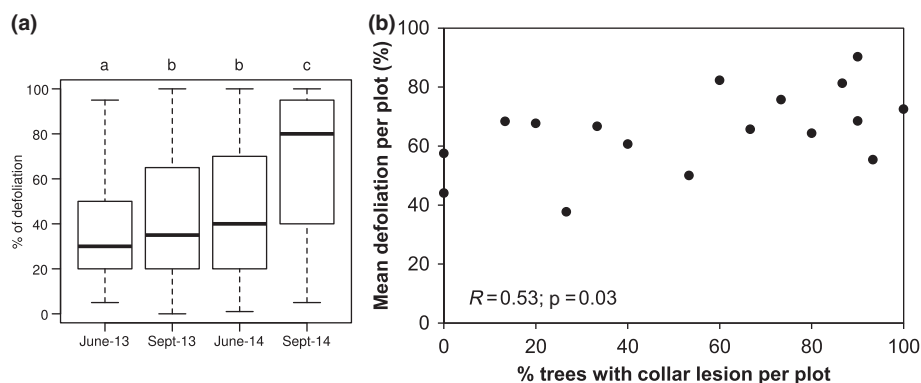 (a)
a b b c
100
80
60
40
20
0
% of defoliation
June-13 Sept-13 June-14 Sept-14
(b)
100
80
60
40
20
0
Mean defoliation per plot (%)
R = 0.53; p = 0.03
0 20 40 60 80 100
% trees with collar lesion per plot